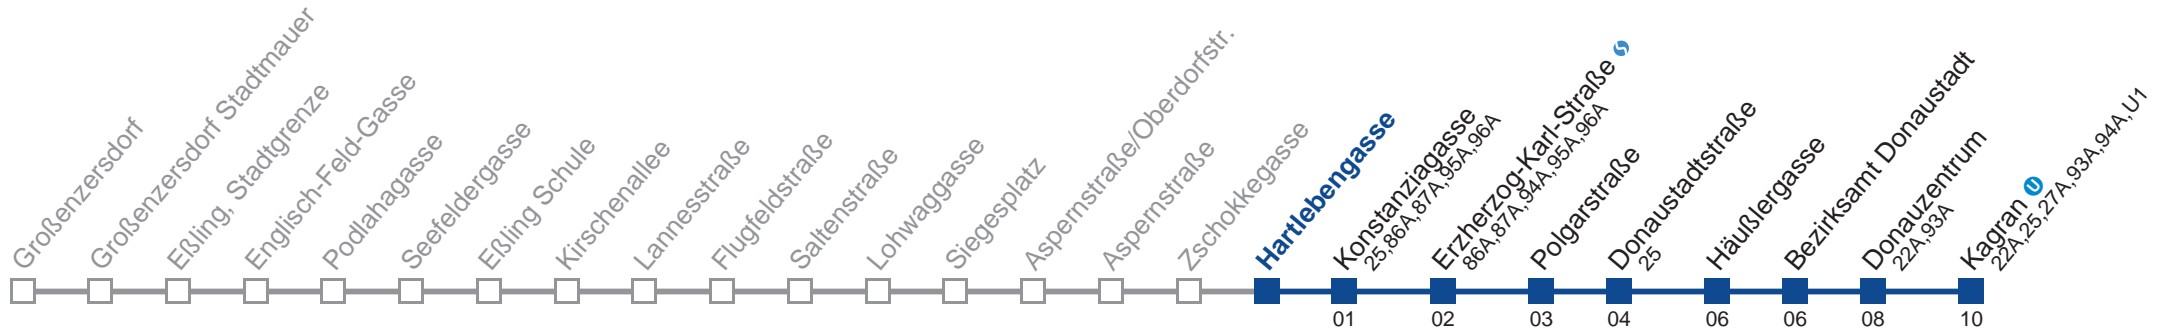 Großenzersdorf
Großenzersdorf Stadtmauer
Eßling, Stadtgrenze
Englisch-Feld-Gasse
Podlahagasse
Seefeldergasse
Eßling Schule
Kirschenallee
Lannesstraße
Flugfeldstraße
Saltenstraße
Lohwaggasse
Siegesplatz
Aspernstraße/Oberdorfstr.
Aspernstraße
Zschokkegasse
Hartlebengasse
Konstanziagasse
25,86A,87A,95A,96A
01
Erzherzog-Karl-Straße S
86A,87A,94A,95A,96A
02
Polgarstraße
03
Donaustadtstraße
25
04
Häußlergasse
06
Bezirksamt Donaustadt
06
Donauzentrum
22A,93A
08
Kagran U
22A,25,27A,93A,94A,U1
10